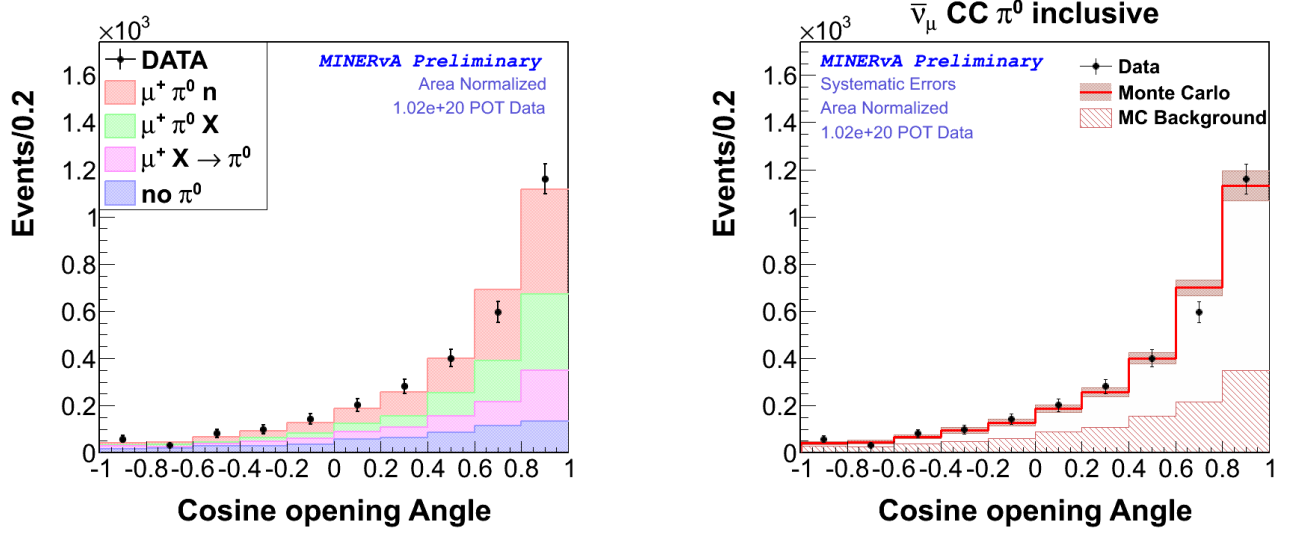 ×10³
DATA
μ⁺ π⁰ n
μ⁺ π⁰ X
μ⁺ X → π⁰
no π⁰
MINERvA Preliminary
Area Normalized
1.02e+20 POT Data
Events/0.2
1.6
1.4
1.2
1
0.8
0.6
0.4
0.2
0
-1 -0.8 -0.6 -0.4 -0.2 0 0.2 0.4 0.6 0.8 1
Cosine opening Angle
ν̅μ CC π⁰ inclusive
×10³
MINERvA Preliminary
Systematic Errors
Area Normalized
1.02e+20 POT Data
Data
Monte Carlo
MC Background
Events/0.2
1.6
1.4
1.2
1
0.8
0.6
0.4
0.2
0
-1 -0.8 -0.6 -0.4 -0.2 0 0.2 0.4 0.6 0.8 1
Cosine opening Angle